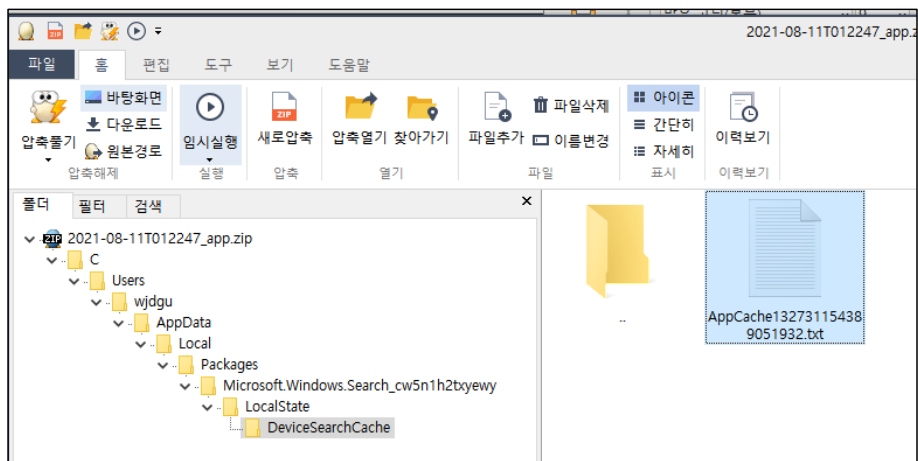 2021-08-11T012247_app.z
파일 홈 편집 도구 보기 도움말
압축풀기
바탕화면
다운로드
원본경로
압축해제
임시실행
실행
새로압축
압축
압축열기 찾아가기
열기
파일추가
파일삭제
이름변경
파일
아이콘
간단히
자세히
표시
이력보기
이력보기
폴더 필터 검색 ×
ZIP 2021-08-11T012247_app.zip
C
Users
wjdgu
AppData
Local
Packages
Microsoft.Windows.Search_cw5n1h2txyewy
LocalState
DeviceSearchCache
..
AppCache13273115438
9051932.txt